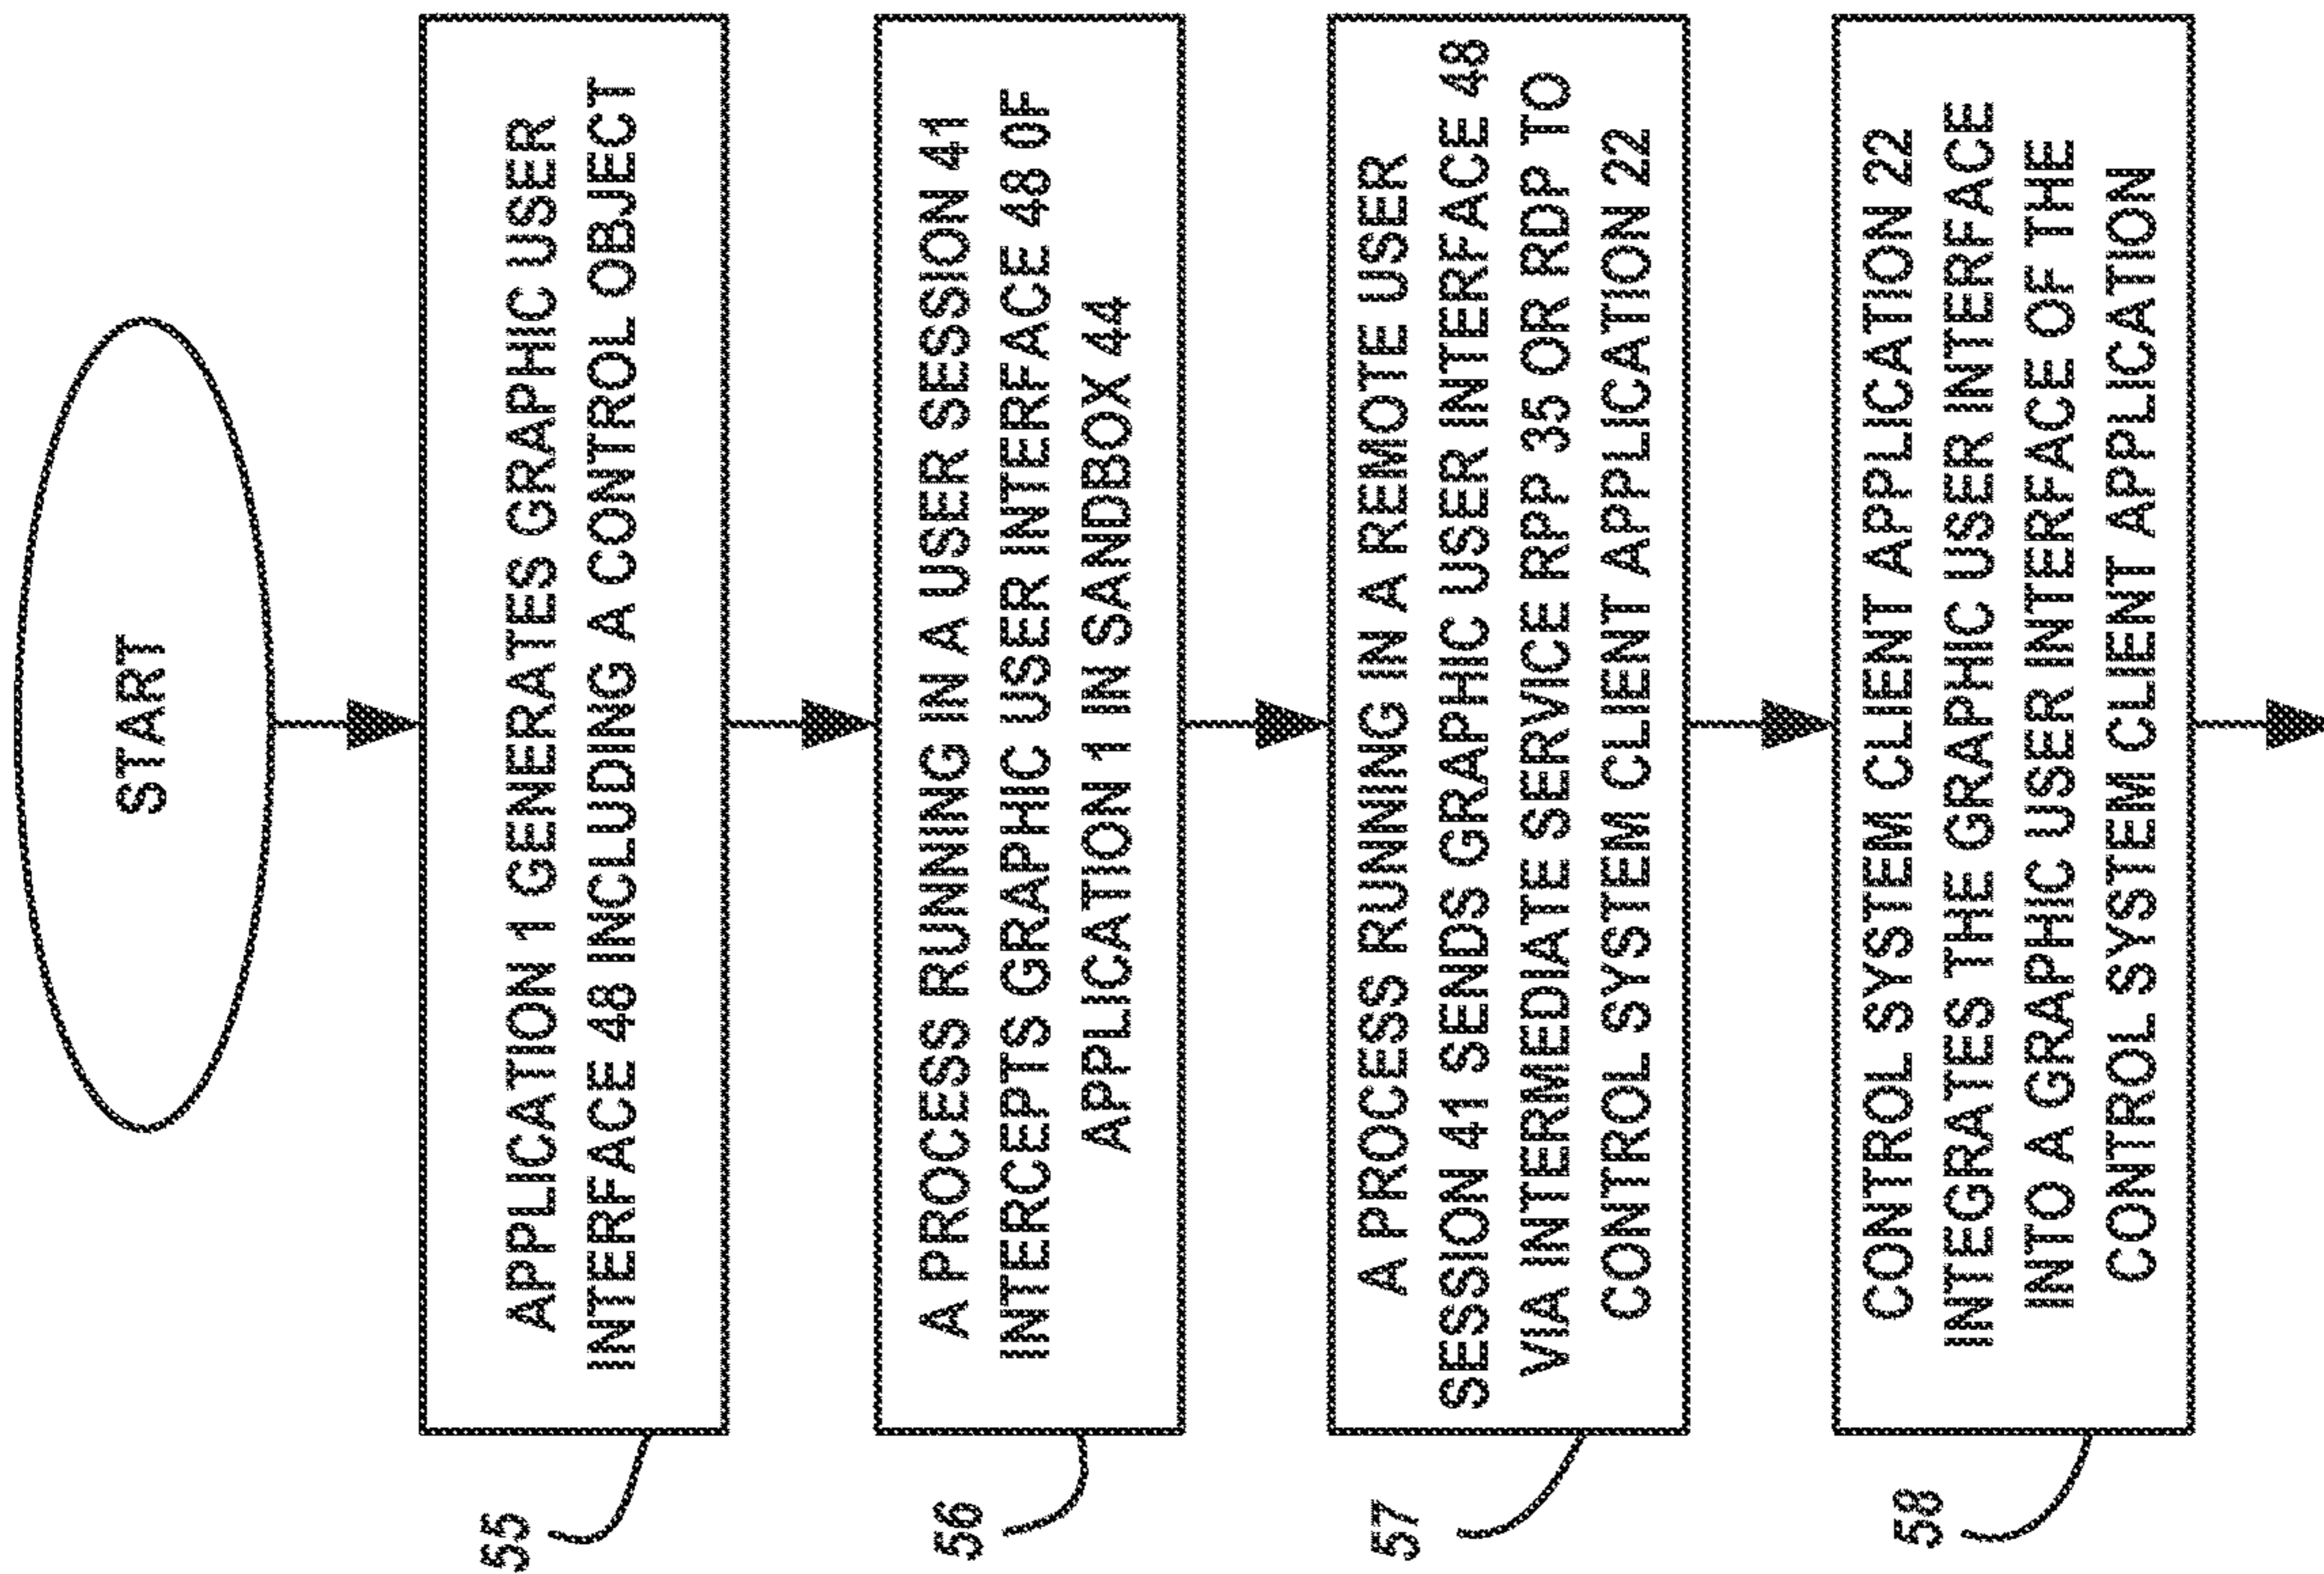 START
APPLICATION 1 GENERATES GRAPHIC USER
INTERFACE 48 INCLUDING A CONTROL OBJECT
55
A PROCESS RUNNING IN A USER SESSION 41
INTERCEPTS GRAPHIC USER INTERFACE 48 0F
APPLICATION 1 IN SANDBOX 44
56
A PROCESS RUNNING IN A REMOTE USER
SESSION 41 SENDS GRAPHIC USER INTERFACE 48
VIA INTERMEDIATE SERVICE RPP 35 OR RDP TO
CONTROL SYSTEM CLIENT APPLICATION 22
57
CONTROL SYSTEM CLIENT APPLICATION 22
INTEGRATES THE GRAPHIC USER INTERFACE
INTO A GRAPHIC USER INTERFACE OF THE
CONTROL SYSTEM CLIENT APPLICATION
58